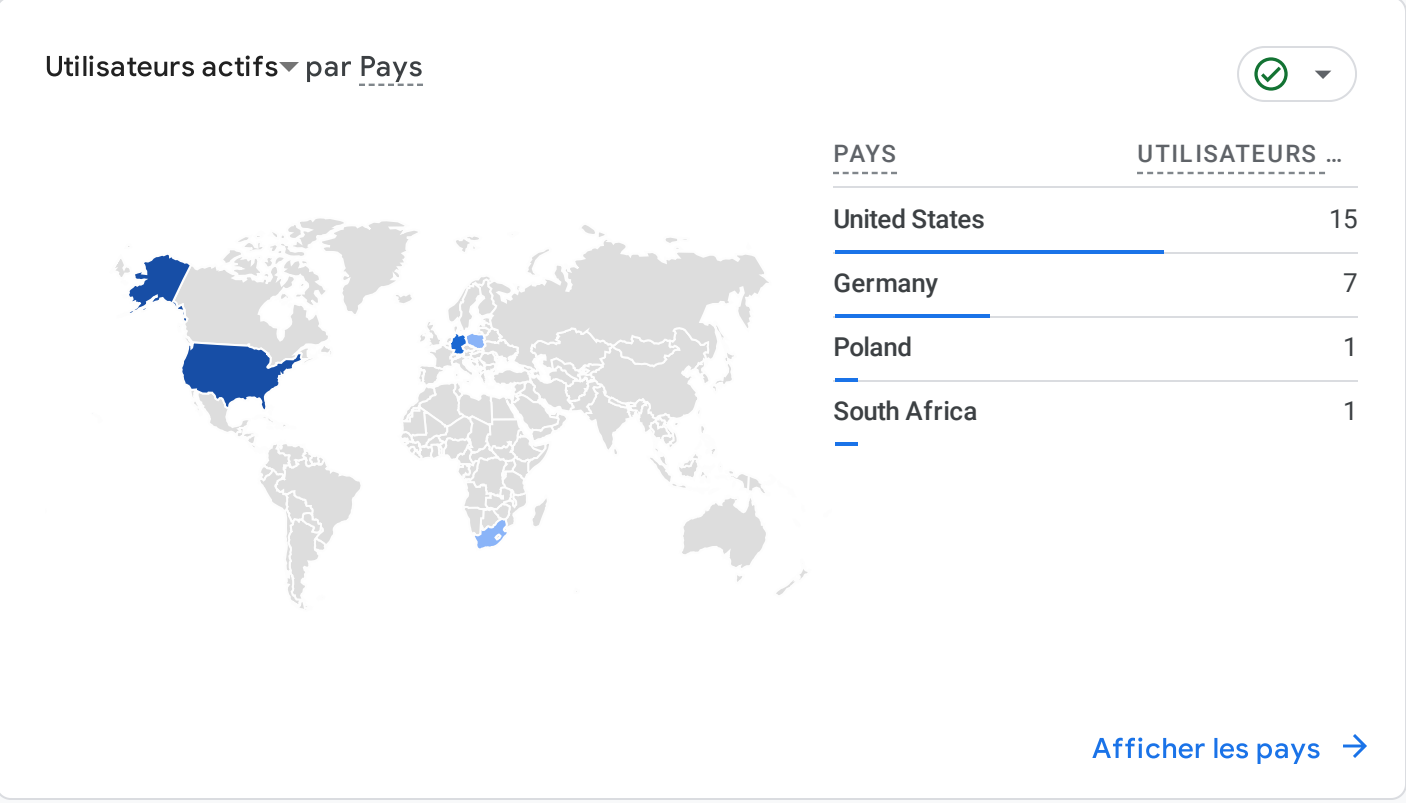 Utilisateurs actifs par Pays
PAYS UTILISATEURS ...
United States 15
Germany 7
Poland 1
South Africa 1
Afficher les pays